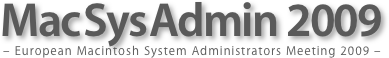 MacSysAdmin 2009
– European Macintosh System Administrators Meeting 2009 –